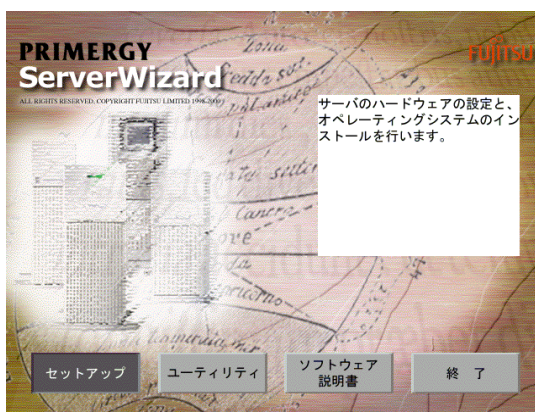 PRIMERGY
ServerWizard
FUJITSU
ALL RIGHTS RESERVED, COPYRIGHT FUJITSU LIMITED 1998-2000
サーバのハードウェアの設定と、
オペレーティングシステムのイン
ストールを行います。
セットアップ
ユーティリティ
ソフトウェア
説明書
終 了